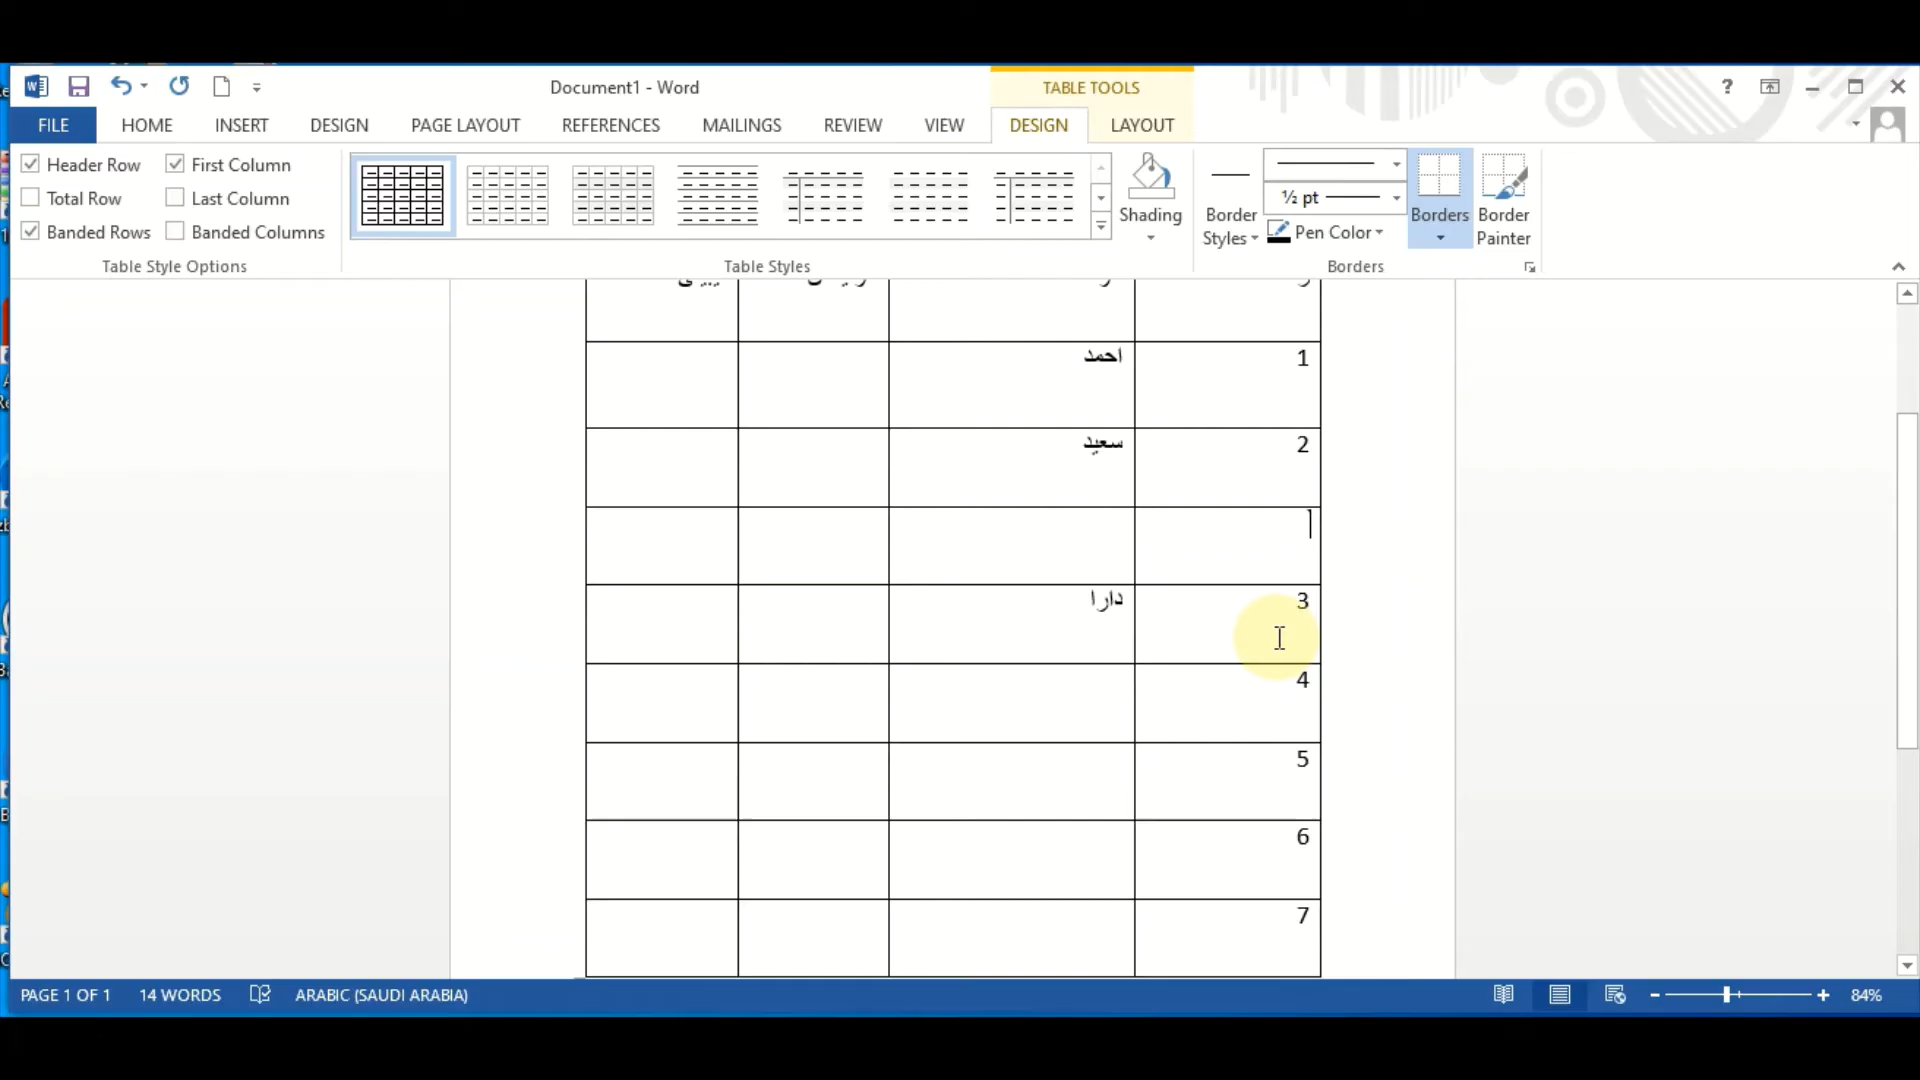 Document1 - Word
TABLE TOOLS
?
FILE
HOME
INSERT
DESIGN
PAGE LAYOUT
REFERENCES
MAILINGS
REVIEW
VIEW
DESIGN
LAYOUT
Header Row
First Column
Total Row
Last Column
Banded Rows
Banded Columns
Table Style Options
Table Styles
Shading
Border Styles
½ pt
Pen Color
Borders
Border Painter
Borders
1
احمد
2
سعيد
3
دارا
4
5
6
7
PAGE 1 OF 1
14 WORDS
ARABIC (SAUDI ARABIA)
84%